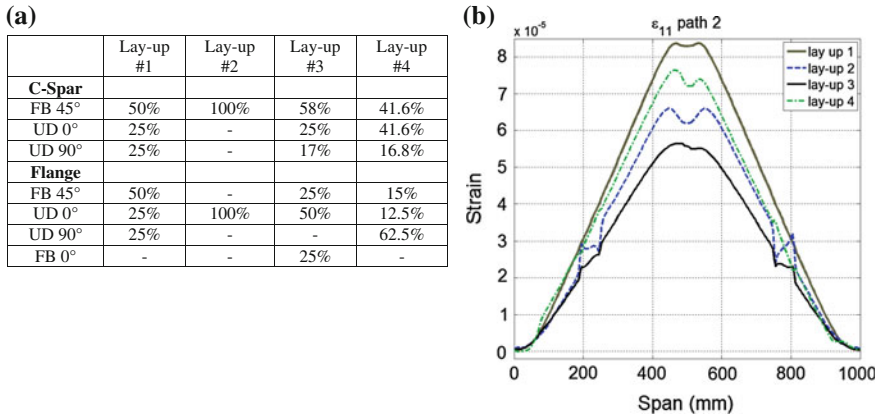 (a)
Lay-up #1 Lay-up #2 Lay-up #3 Lay-up #4
C-Spar
FB 45° 50% 100% 58% 41.6%
UD 0° 25% - 25% 41.6%
UD 90° 25% - 17% 16.8%
Flange
FB 45° 50% - 25% 15%
UD 0° 25% 100% 50% 12.5%
UD 90° 25% - - 62.5%
FB 0° - - 25% -
(b)
ε11 path 2
x 10-5
8
7
6
5
4
3
2
1
0
Strain
lay up 1
lay-up 2
lay-up 3
lay-up 4
0 200 400 600 800 1000
Span (mm)